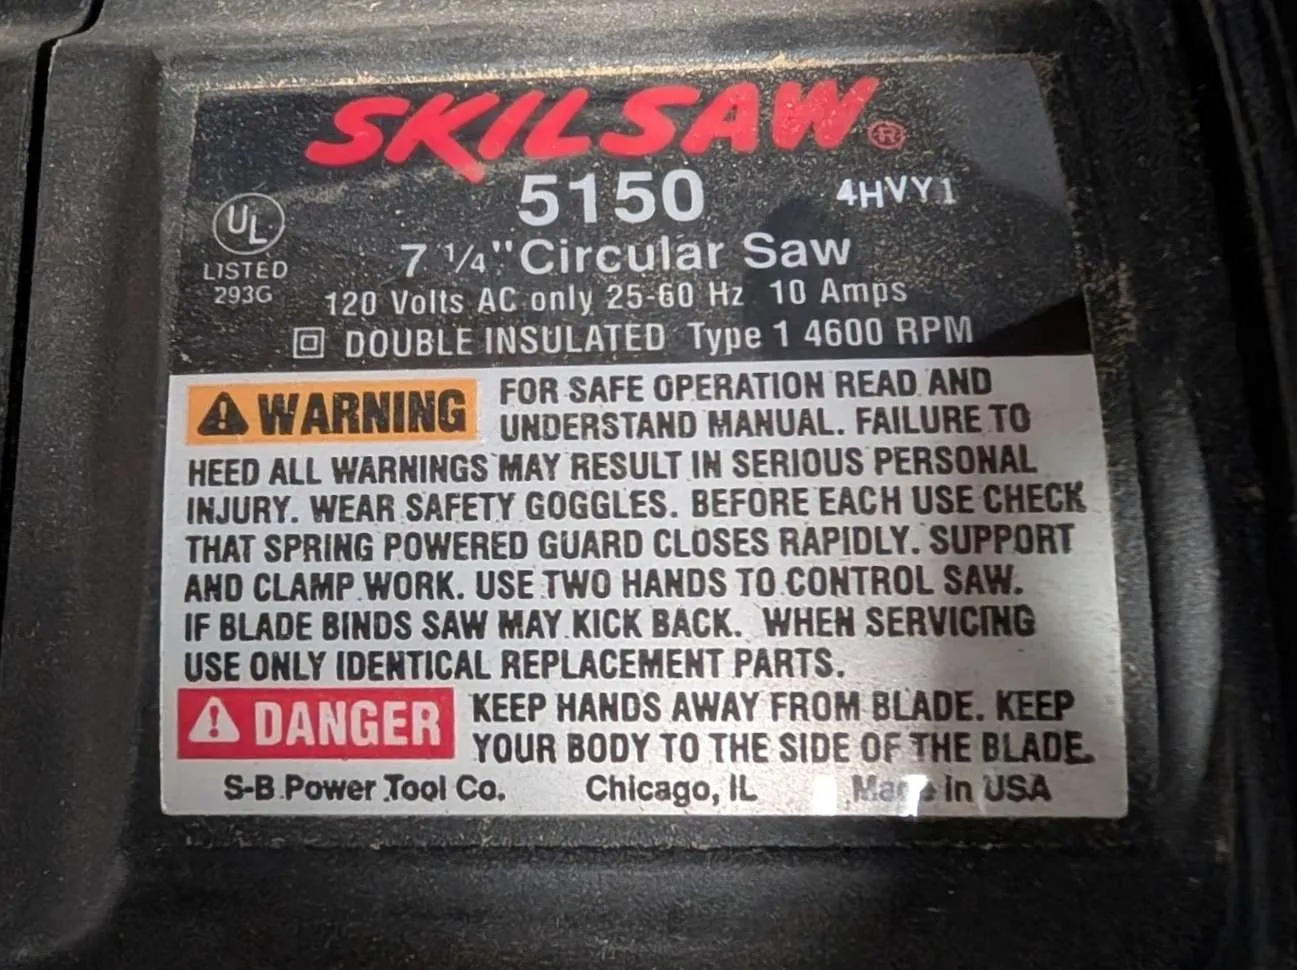 SKILSAW®
5150 4HVY1
UL
LISTED
293G
7 1/4" Circular Saw
120 Volts AC only 25-60 Hz 10 Amps
DOUBLE INSULATED Type 1 4600 RPM
WARNING FOR SAFE OPERATION READ AND
UNDERSTAND MANUAL. FAILURE TO
HEED ALL WARNINGS MAY RESULT IN SERIOUS PERSONAL
INJURY. WEAR SAFETY GOGGLES. BEFORE EACH USE CHECK
THAT SPRING POWERED GUARD CLOSES RAPIDLY. SUPPORT
AND CLAMP WORK. USE TWO HANDS TO CONTROL SAW.
IF BLADE BINDS SAW MAY KICK BACK. WHEN SERVICING
USE ONLY IDENTICAL REPLACEMENT PARTS.
DANGER KEEP HANDS AWAY FROM BLADE. KEEP
YOUR BODY TO THE SIDE OF THE BLADE.
S-B Power Tool Co. Chicago, IL Made in USA